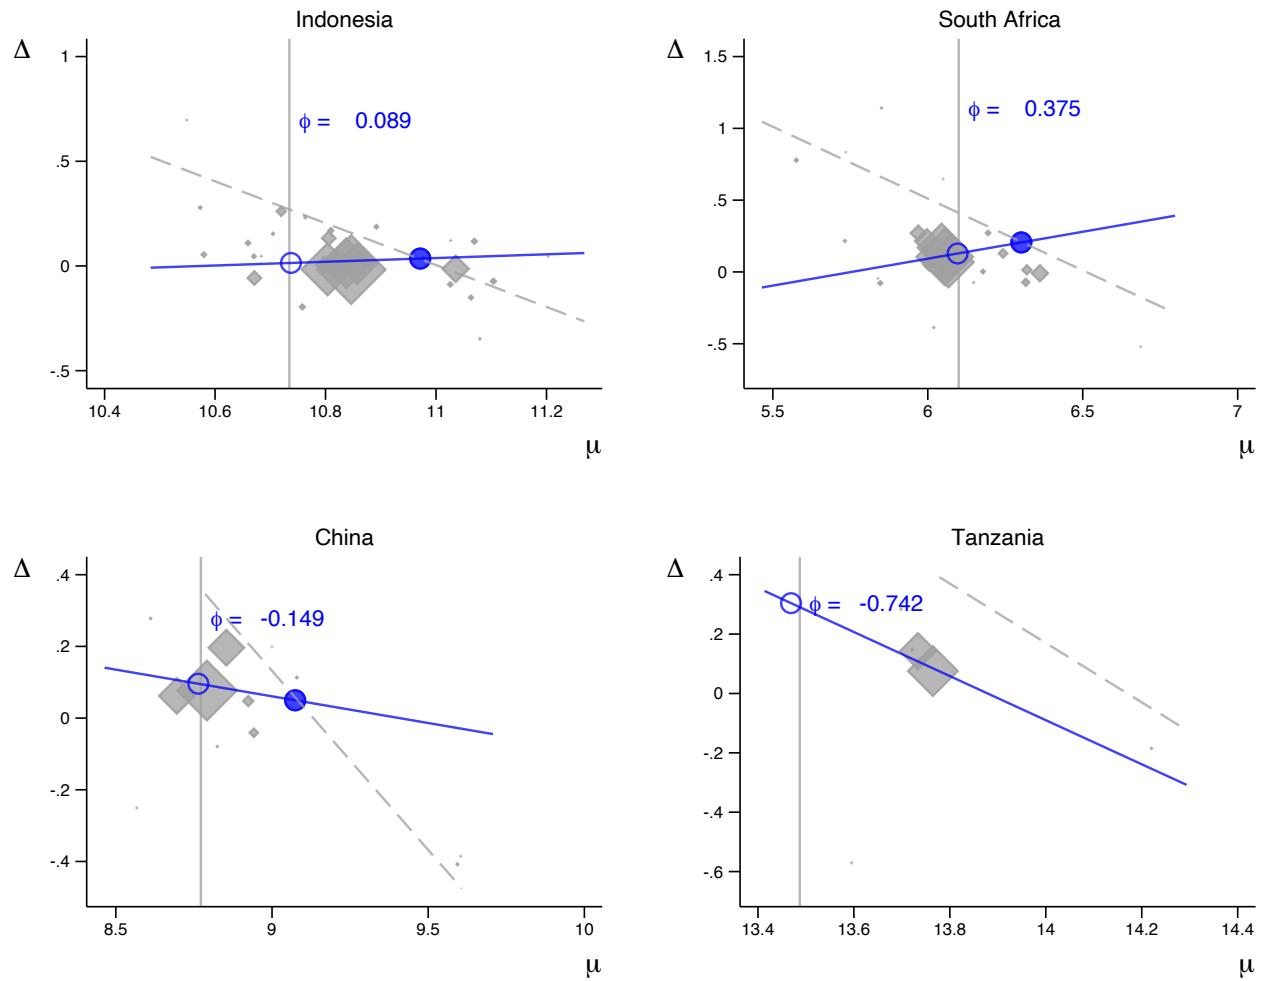 Indonesia
Δ
1
.5
0
-.5
ϕ = 0.089
10.4 10.6 10.8 11 11.2
μ
South Africa
Δ
1.5
1
.5
0
-.5
ϕ = 0.375
5.5 6 6.5 7
μ
China
Δ
.4
.2
0
-.2
-.4
ϕ = -0.149
8.5 9 9.5 10
μ
Tanzania
Δ
.4
.2
0
-.2
-.4
-.6
ϕ = -0.742
13.4 13.6 13.8 14 14.2 14.4
μ